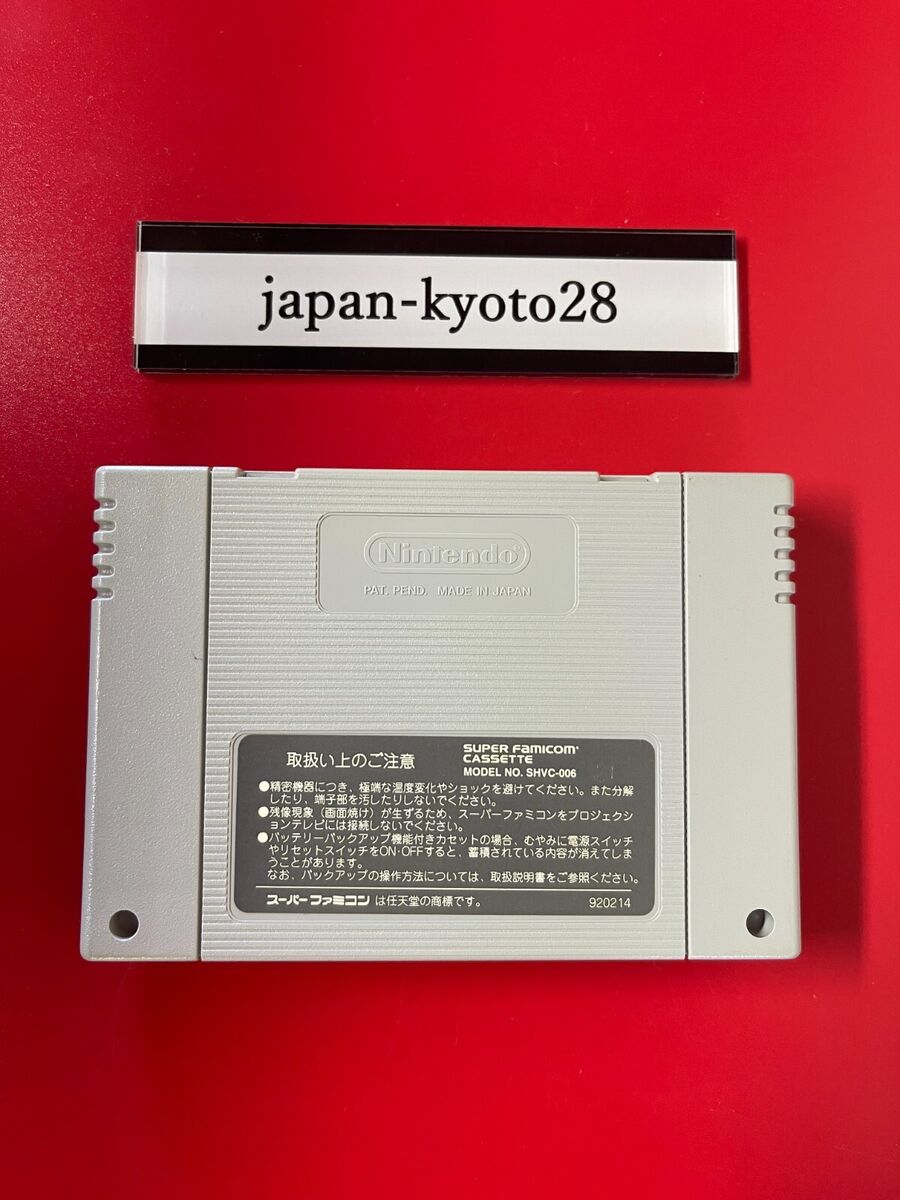 japan-kyoto28
Nintendo®
PAT. PEND. MADE IN JAPAN
取扱い上のご注意
SUPER FAMICOM®
CASSETTE
MODEL NO. SHVC-006
●精密機器につき、極端な温度変化やショックを避けてください。また分解
したり、端子部を汚したりしないでください。
●残像現象（画面焼け）が生ずるため、スーパーファミコンをプロジェクシ
ョンテレビには接続しないでください。
●バッテリーバックアップ機能付きカセットの場合、むやみに電源スイッチ
やリセットスイッチをON・OFFすると、蓄積されている内容が消えてしま
うことがあります。
なお、バックアップの操作方法については、取扱説明書をご参照ください。
スーパーファミコン は任天堂の商標です。
920214